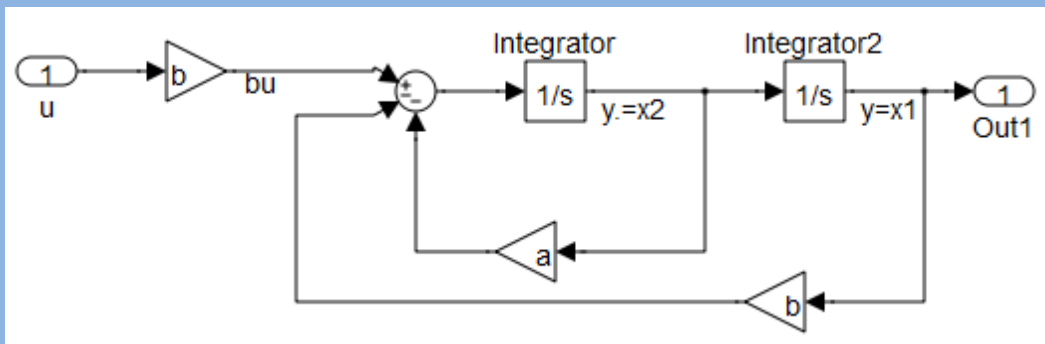 Integrator
Integrator2
1
u
b
bu
+
-
-
1/s
y.=x2
1/s
y=x1
1
Out1
a
b